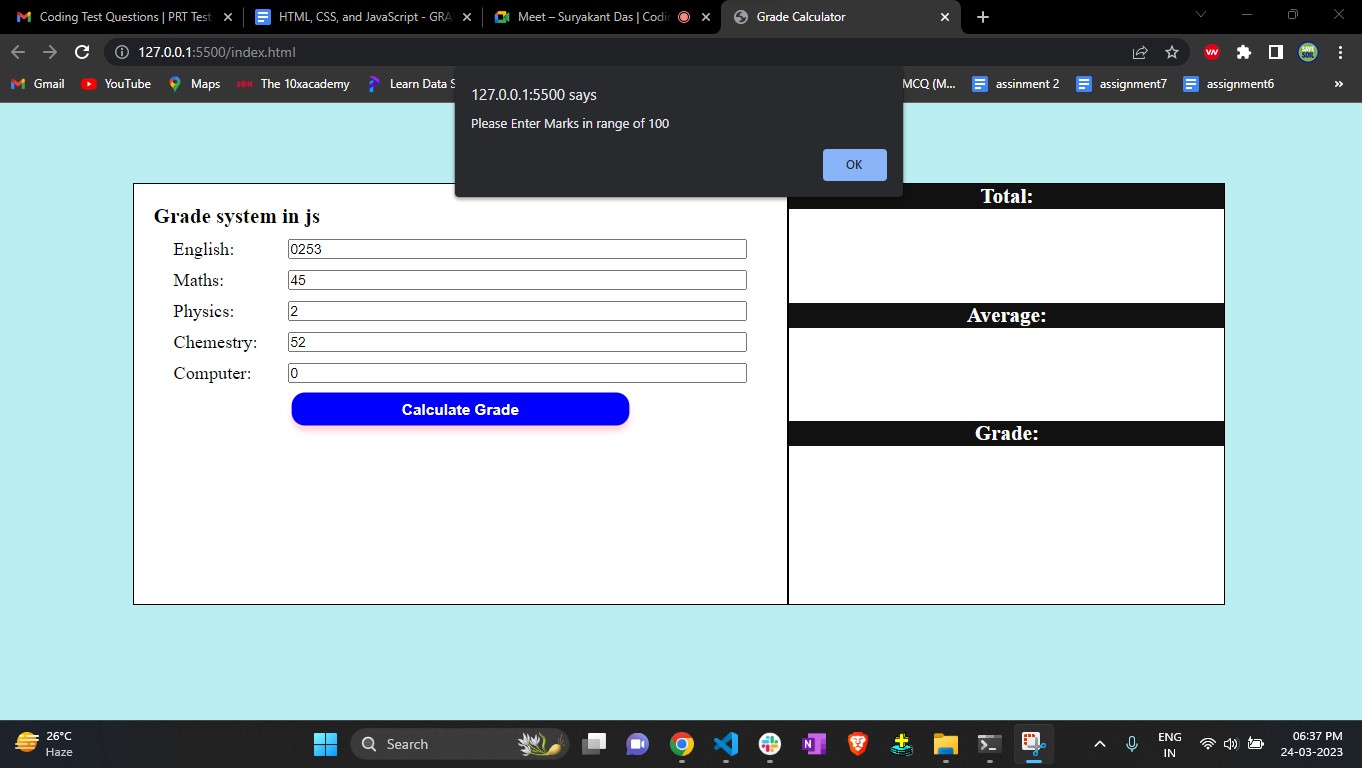 Coding Test Questions | PRT Test
HTML, CSS, and JavaScript - GRA
Meet – Suryakant Das | Codi
Grade Calculator
127.0.0.1:5500/index.html
Gmail
YouTube
Maps
The 10xacademy
Learn Data S
MCQ (M...
assinment 2
assignment7
assignment6
127.0.0.1:5500 says
Please Enter Marks in range of 100
OK
Grade system in js
English: 0253
Maths: 45
Physics: 2
Chemestry: 52
Computer: 0
Calculate Grade
Total:
Average:
Grade:
26°C
Haze
Search
ENG
IN
06:37 PM
24-03-2023